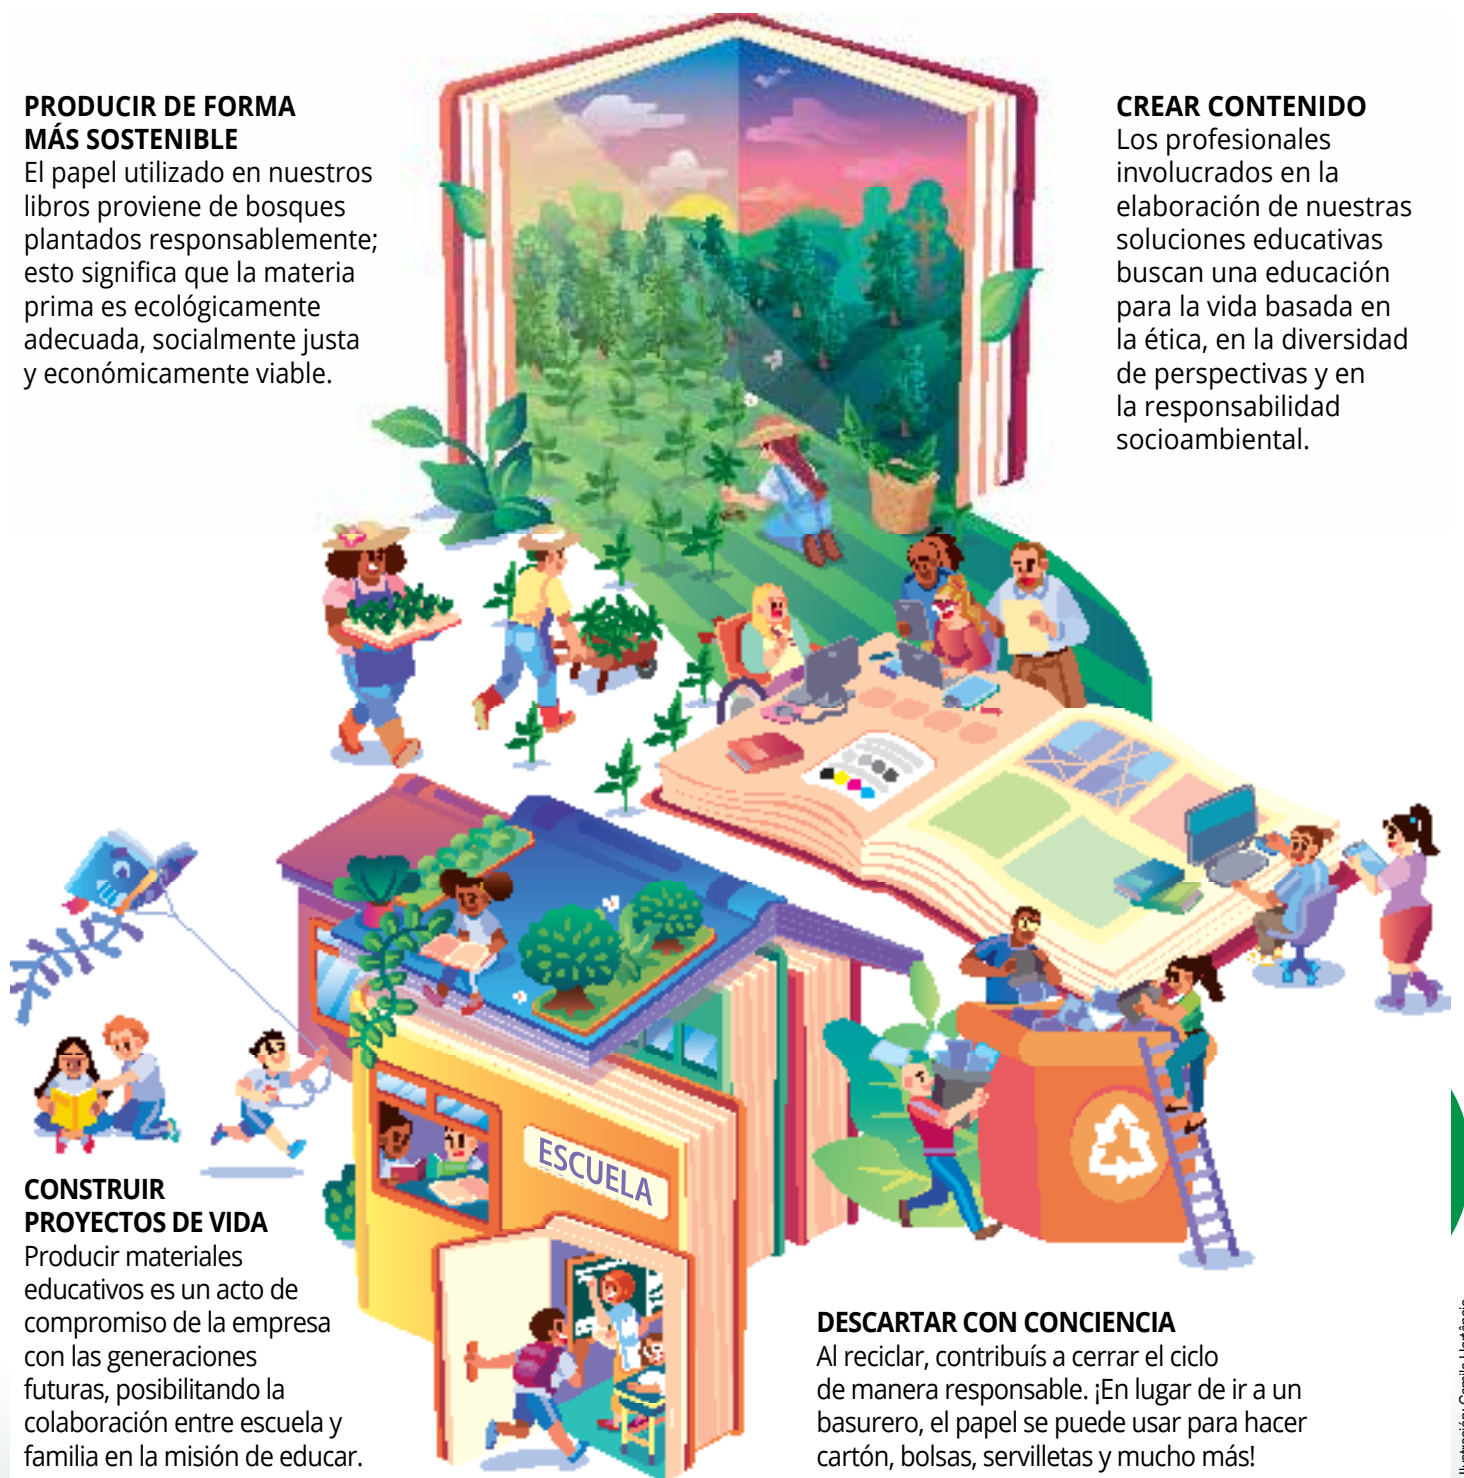 PRODUCIR DE FORMA
MÁS SOSTENIBLE
El papel utilizado en nuestros
libros proviene de bosques
plantados responsablemente;
esto significa que la materia
prima es ecológicamente
adecuada, socialmente justa
y económicamente viable.
CREAR CONTENIDO
Los profesionales
involucrados en la
elaboración de nuestras
soluciones educativas
buscan una educación
para la vida basada en
la ética, en la diversidad
de perspectivas y en
la responsabilidad
socioambiental.
ESCUELA
CONSTRUIR
PROYECTOS DE VIDA
Producir materiales
educativos es un acto de
compromiso de la empresa
con las generaciones
futuras, posibilitando la
colaboración entre escuela y
familia en la misión de educar.
DESCARTAR CON CONCIENCIA
Al reciclar, contribuís a cerrar el ciclo
de manera responsable. ¡En lugar de ir a un
basurero, el papel se puede usar para hacer
cartón, bolsas, servilletas y mucho más!